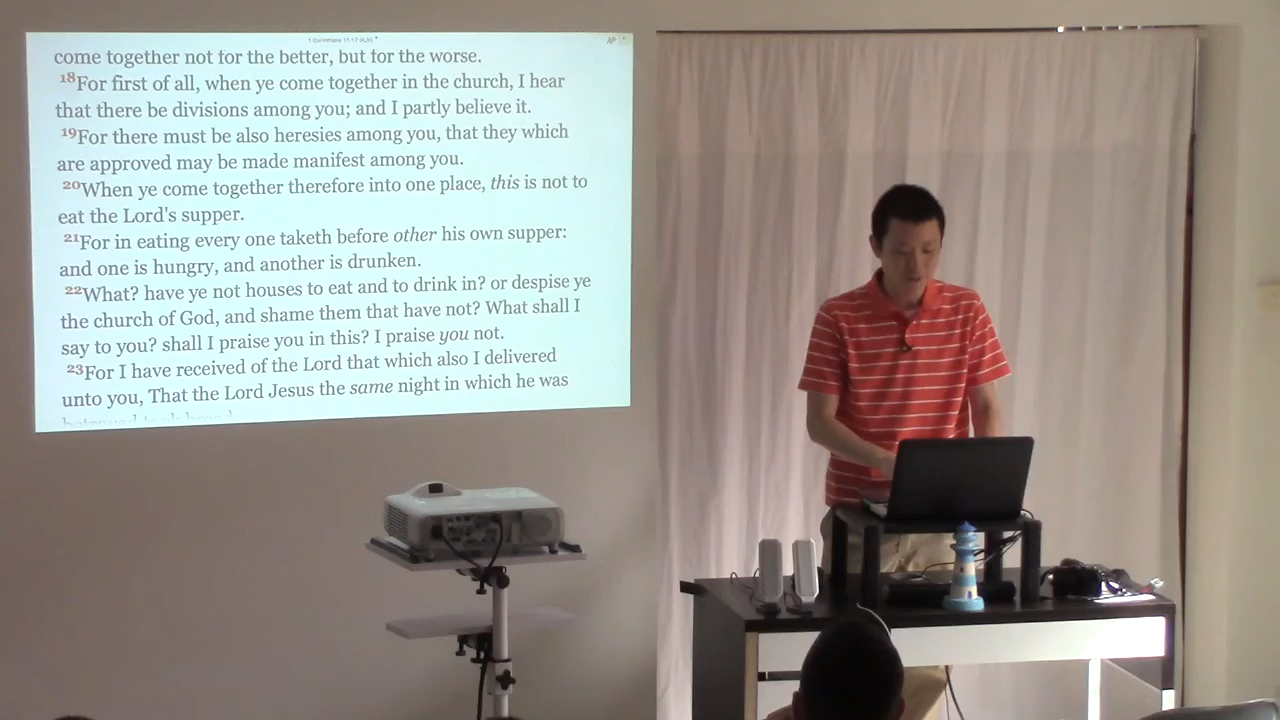 1 Corinthians 11:17 (KJV)
come together not for the better, but for the worse.
18For first of all, when ye come together in the church, I hear
that there be divisions among you; and I partly believe it.
19For there must be also heresies among you, that they which
are approved may be made manifest among you.
20When ye come together therefore into one place, this is not to
eat the Lord's supper.
21For in eating every one taketh before other his own supper:
and one is hungry, and another is drunken.
22What? have ye not houses to eat and to drink in? or despise ye
the church of God, and shame them that have not? What shall I
say to you? shall I praise you in this? I praise you not.
23For I have received of the Lord that which also I delivered
unto you, That the Lord Jesus the same night in which he was